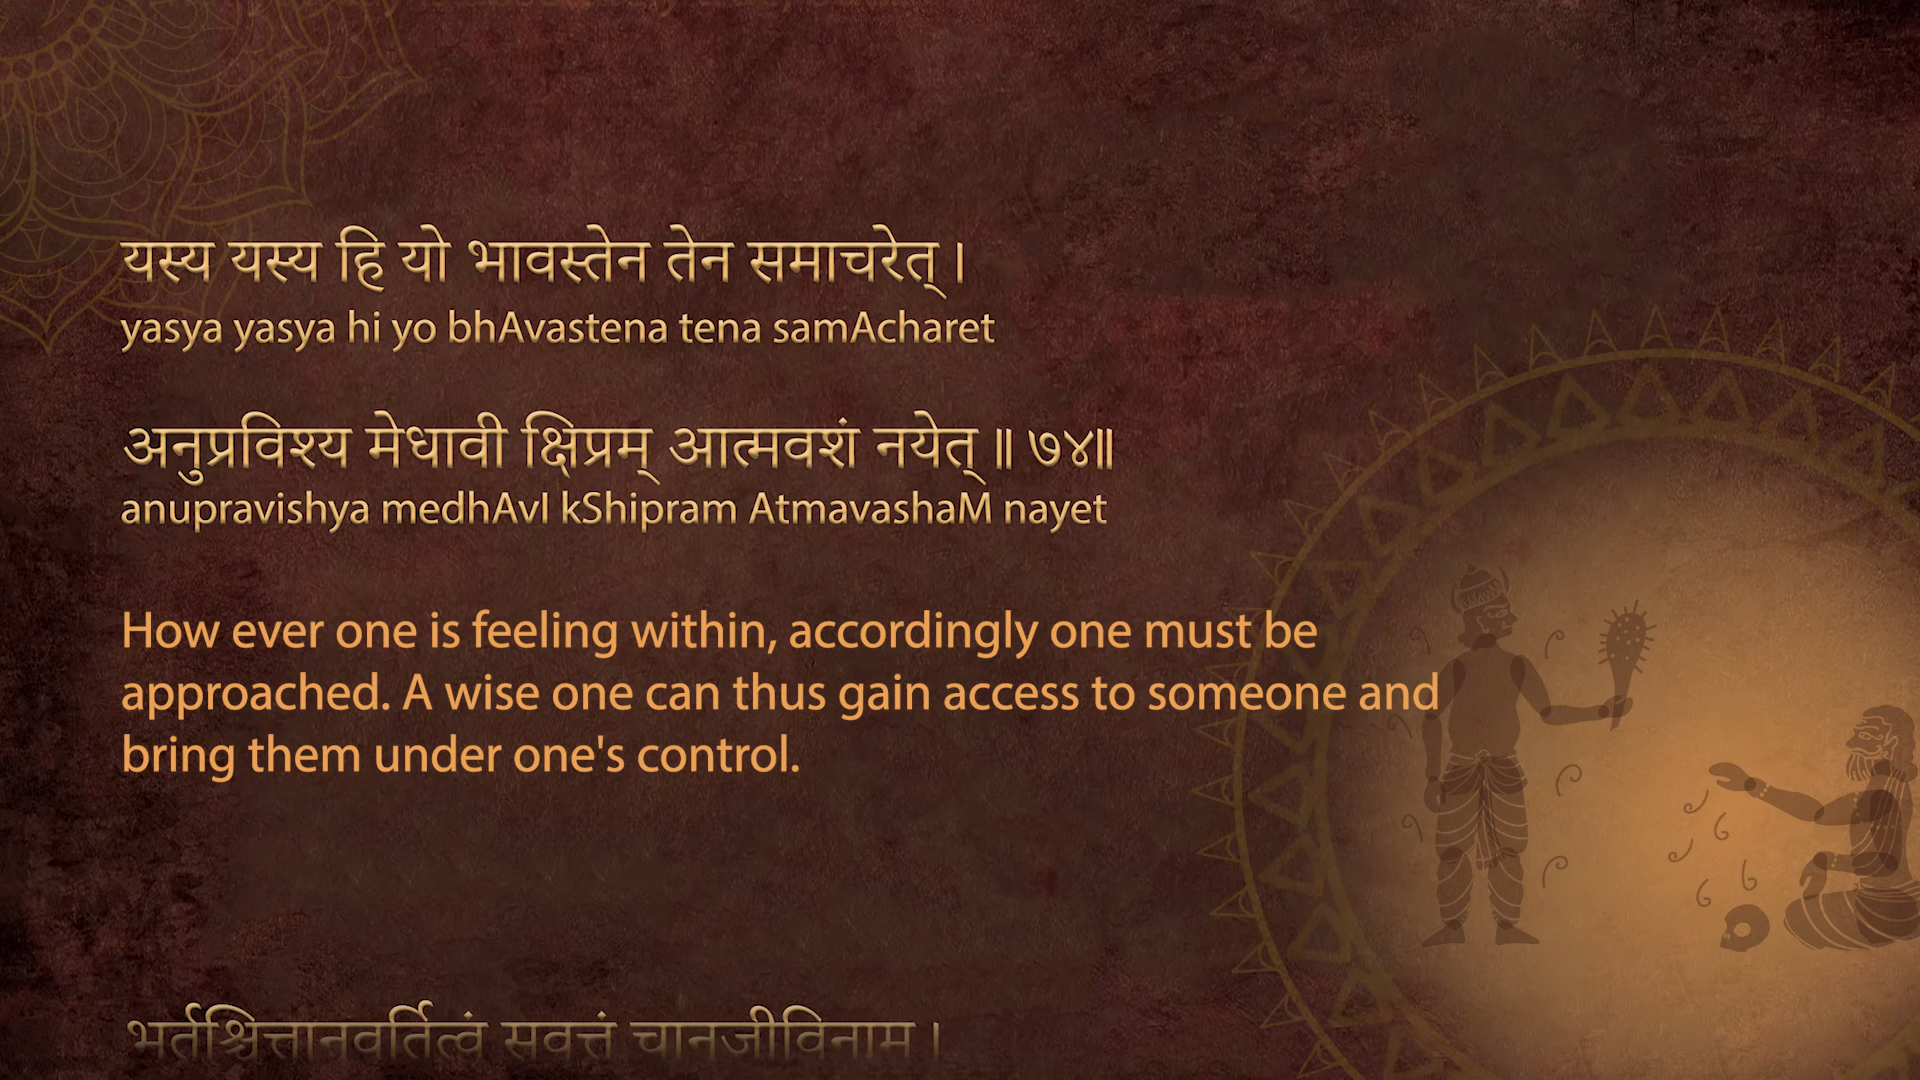 यस्य यस्य हि यो भावस्तेन तेन समाचरेत् ।
yasya yasya hi yo bhAvastena tena samAcharet
अनुप्रविश्य मेधावी क्षिप्रम् आत्मवशं नयेत् ॥ ७४॥
anupravishya medhAvI kShipram AtmavashaM nayet
How ever one is feeling within, accordingly one must be
approached. A wise one can thus gain access to someone and
bring them under one's control.